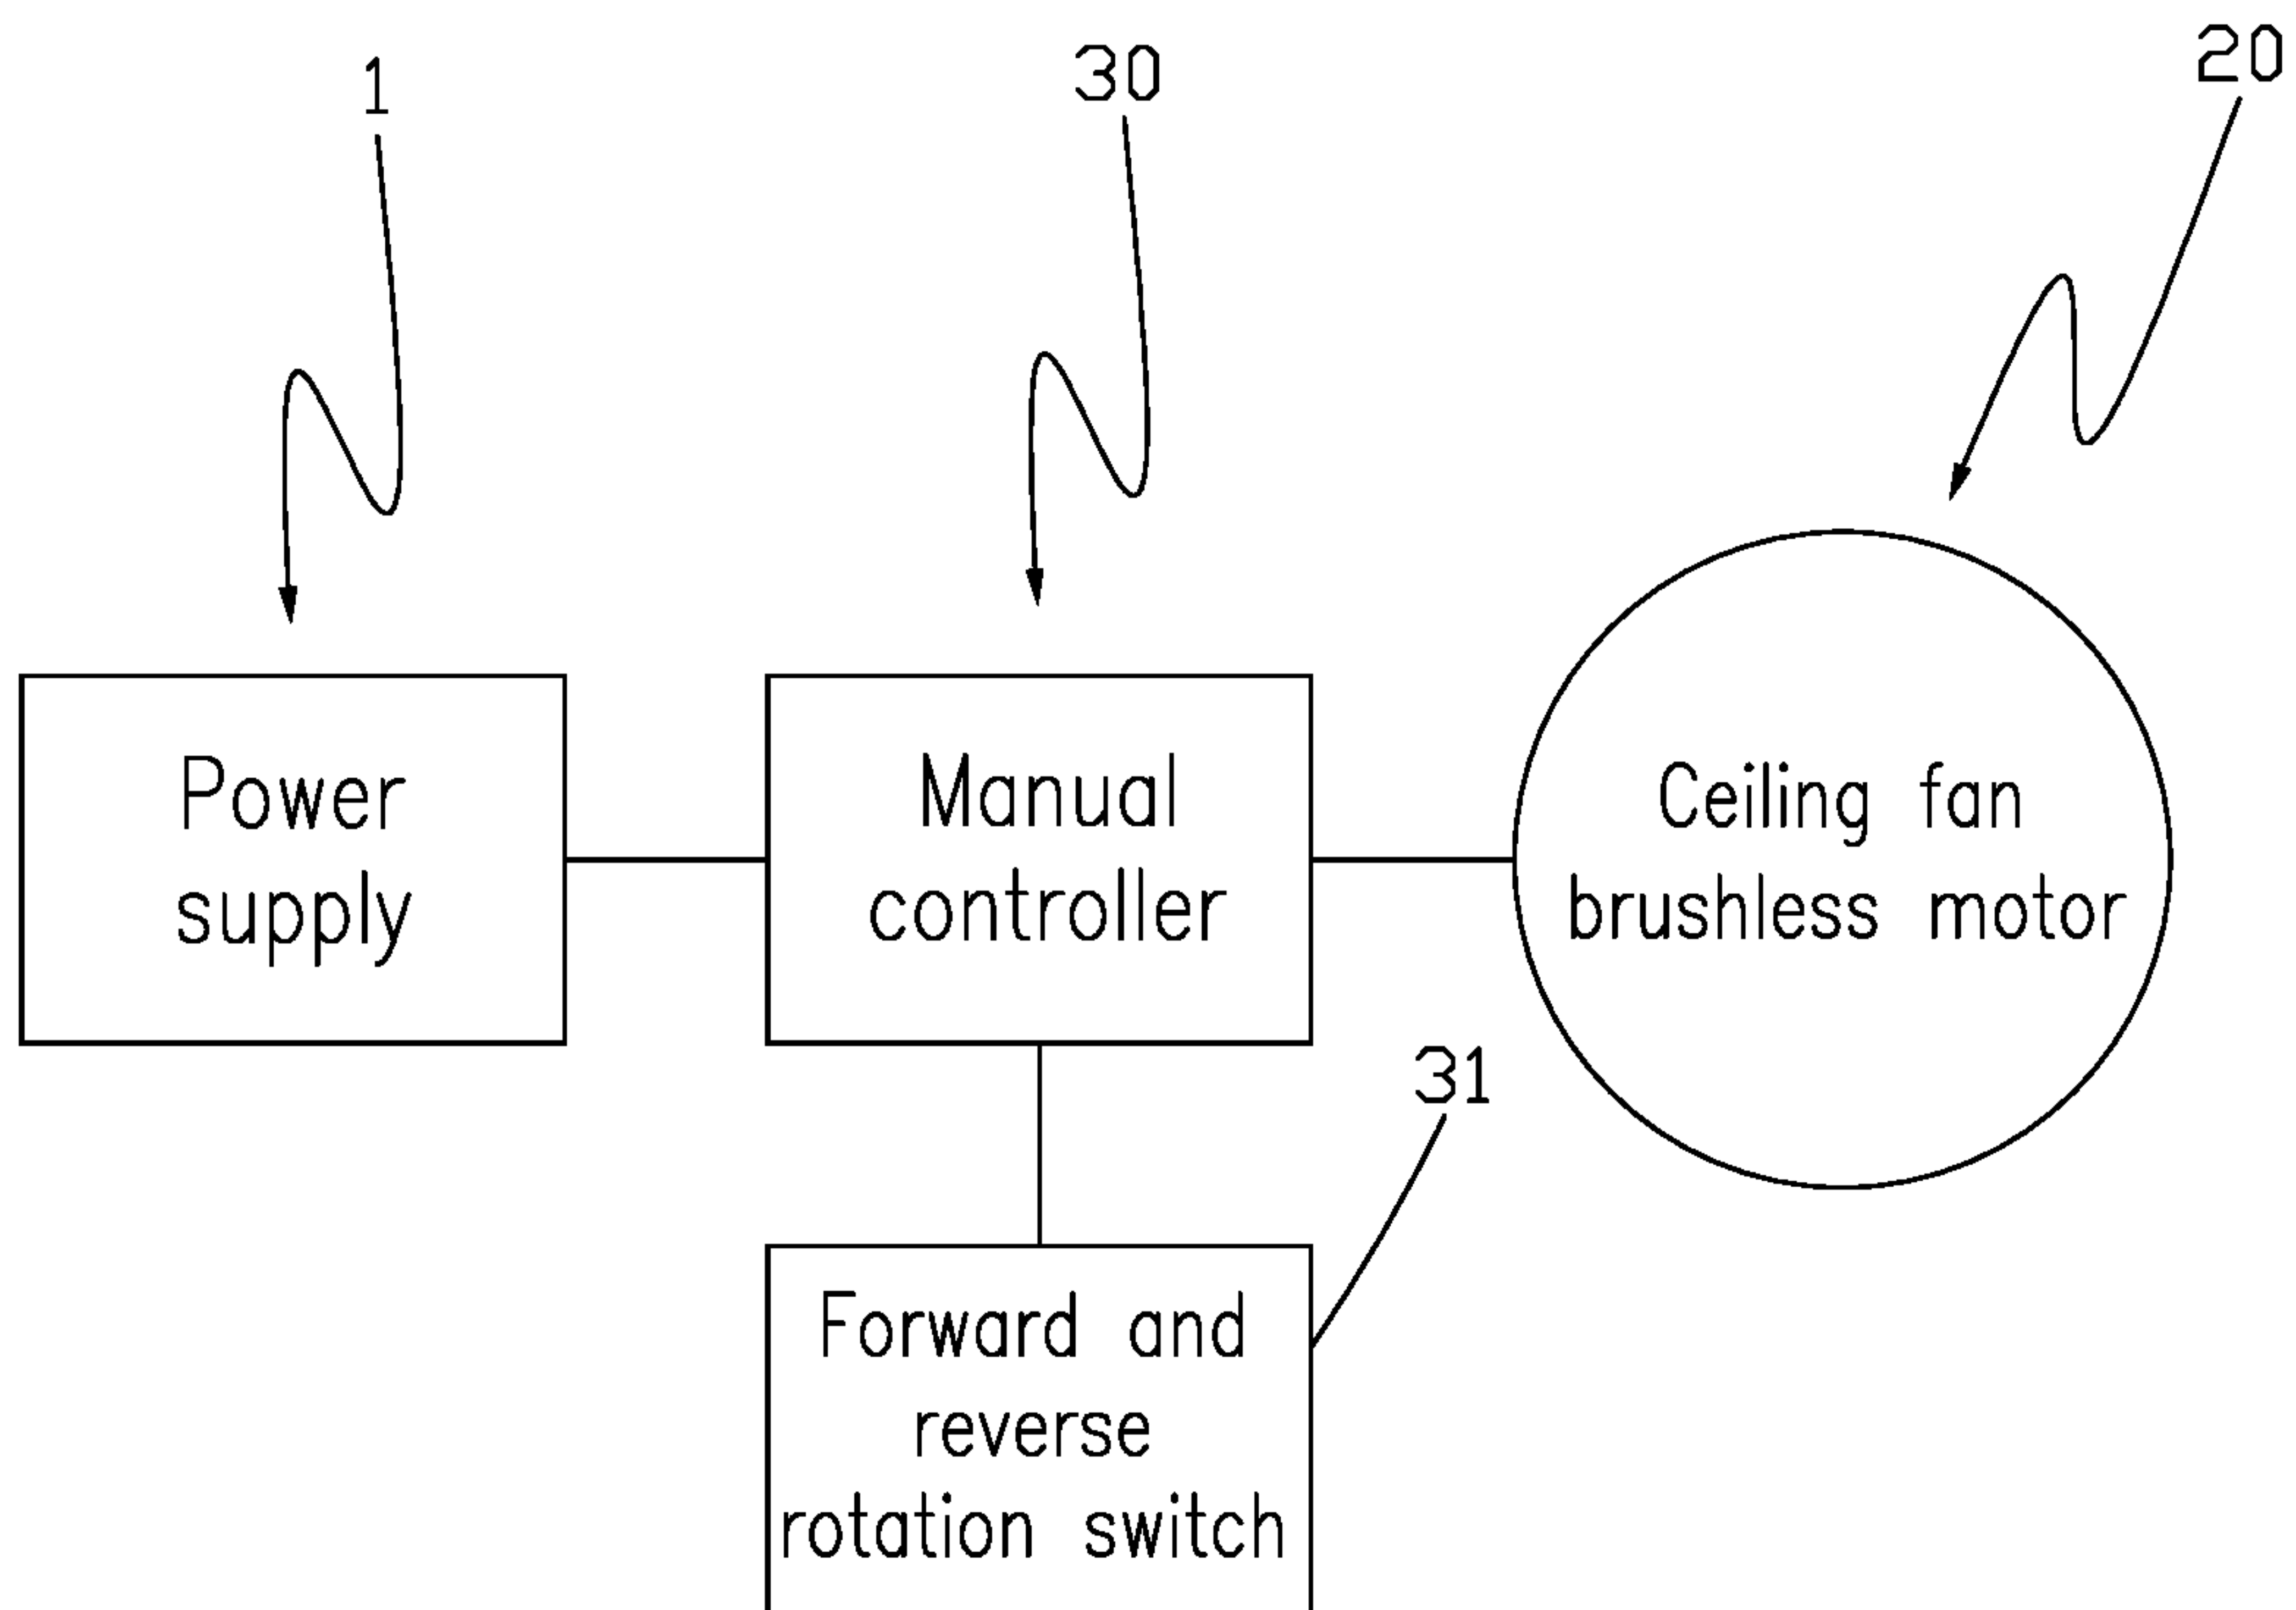 1
30
20
Power
supply
Manual
controller
Ceiling fan
brushless motor
31
Forward and
reverse
rotation switch